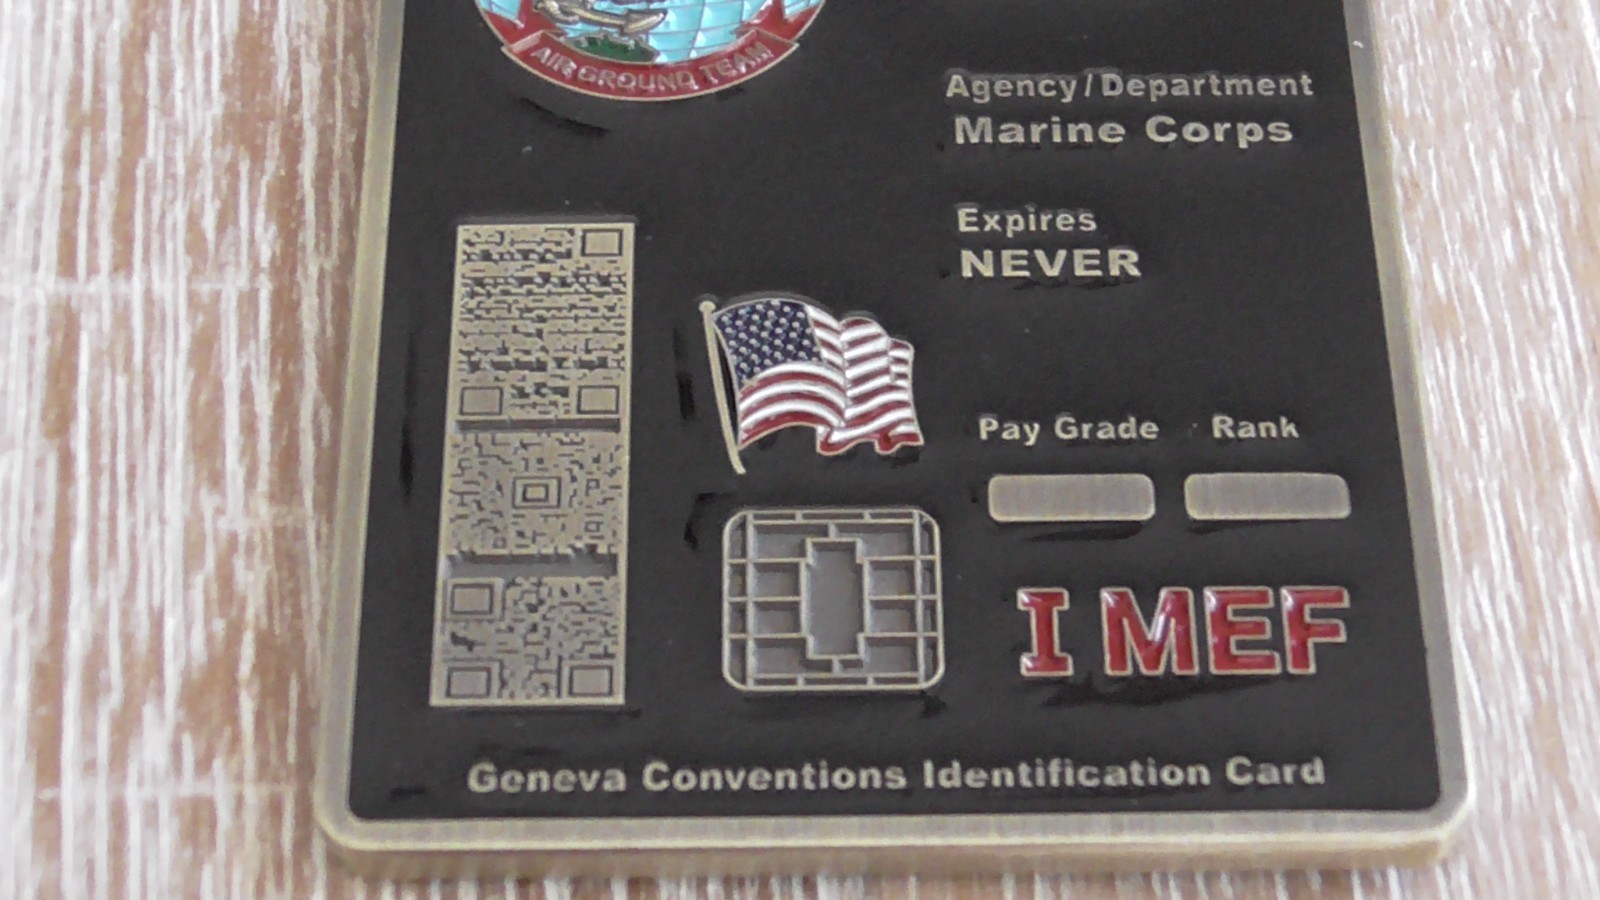 AIR GROUND TEAM
Agency/Department
Marine Corps
Expires
NEVER
Pay Grade Rank
I MEF
Geneva Conventions Identification Card